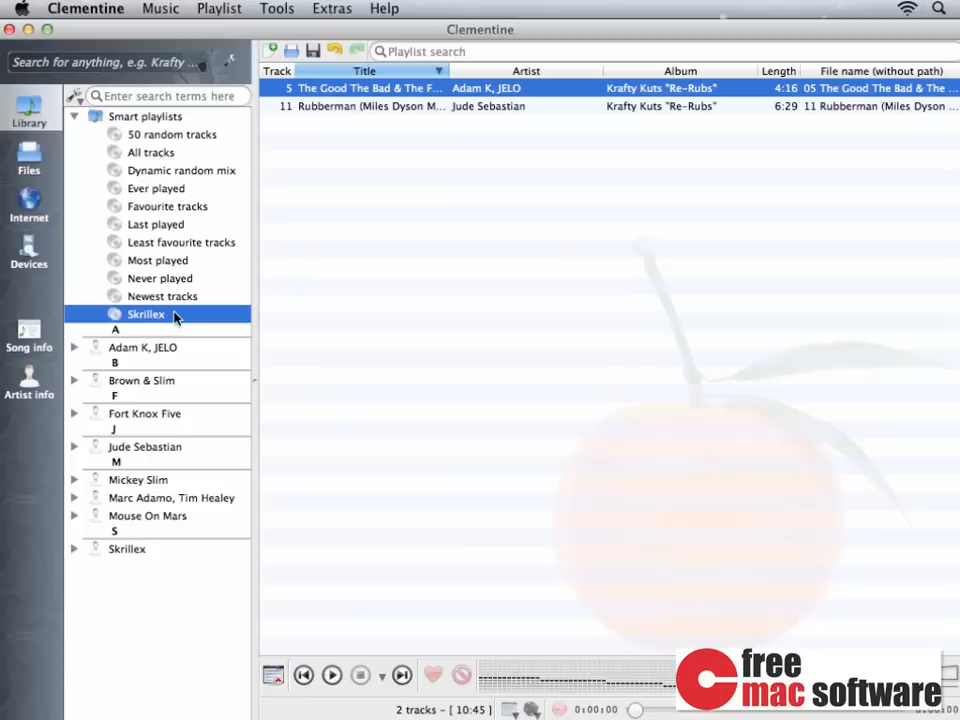 Clementine Music Playlist Tools Extras Help
Clementine
Search for anything, e.g. Krafty ...
Playlist search
Library
Files
Internet
Devices
Song info
Artist info
Enter search terms here
Smart playlists
50 random tracks
All tracks
Dynamic random mix
Ever played
Favourite tracks
Last played
Least favourite tracks
Most played
Never played
Newest tracks
Skrillex
A
Adam K, JELO
B
Brown & Slim
F
Fort Knox Five
J
Jude Sebastian
M
Mickey Slim
Marc Adamo, Tim Healey
Mouse On Mars
S
Skrillex
Track Title Artist Album Length File name (without path)
5 The Good The Bad & The F... Adam K, JELO Krafty Kuts "Re-Rubs" 4:16 05 The Good The Bad & The ...
11 Rubberman (Miles Dyson M... Jude Sebastian Krafty Kuts "Re-Rubs" 6:29 11 Rubberman (Miles Dyson ...
2 tracks - [ 10:45 ]
0:00:00
free
mac software